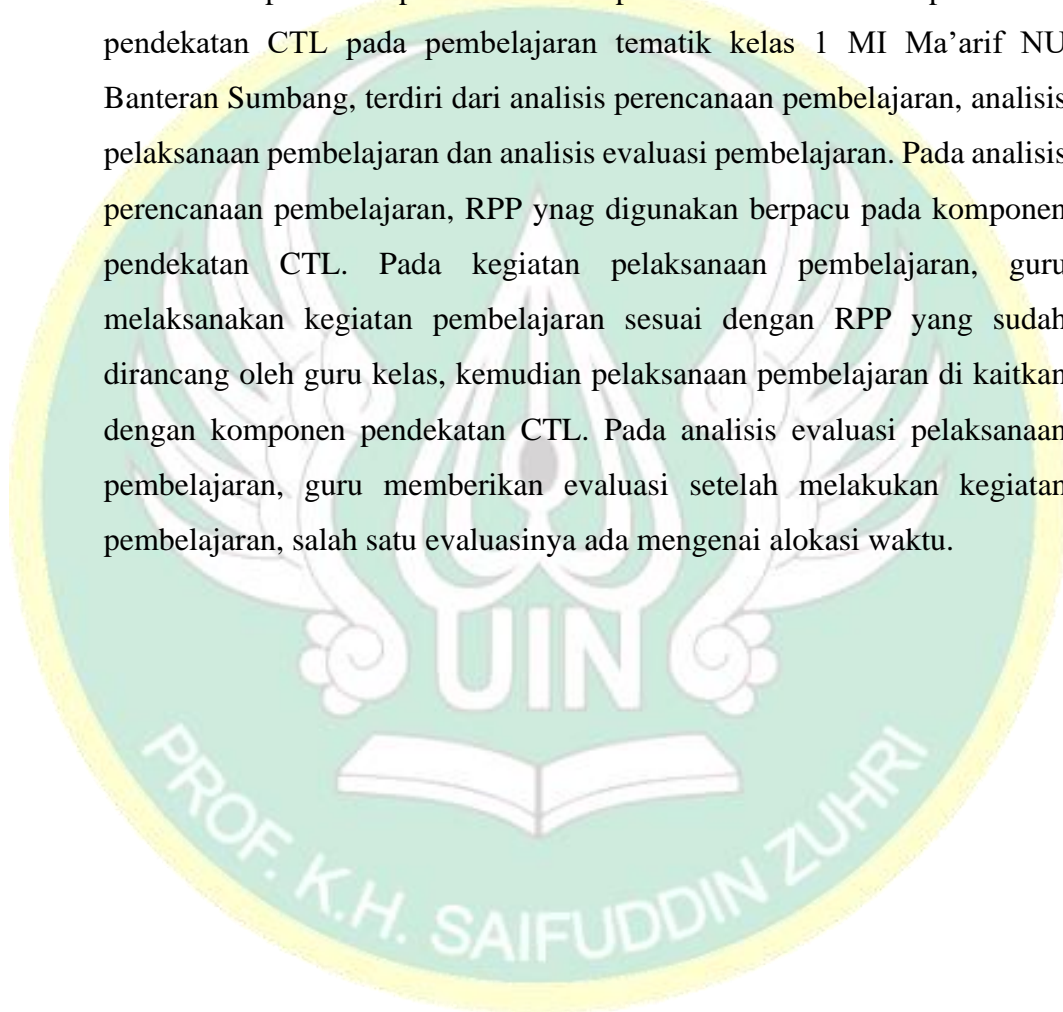 pendekatan CTL pada pembelajaran tematik kelas 1 MI Ma’arif NU
Banteran Sumbang, terdiri dari analisis perencanaan pembelajaran, analisis
pelaksanaan pembelajaran dan analisis evaluasi pembelajaran. Pada analisis
perencanaan pembelajaran, RPP ynag digunakan berpacu pada komponen
pendekatan CTL. Pada kegiatan pelaksanaan pembelajaran, guru
melaksanakan kegiatan pembelajaran sesuai dengan RPP yang sudah
dirancang oleh guru kelas, kemudian pelaksanaan pembelajaran di kaitkan
dengan komponen pendekatan CTL. Pada analisis evaluasi pelaksanaan
pembelajaran, guru memberikan evaluasi setelah melakukan kegiatan
pembelajaran, salah satu evaluasinya ada mengenai alokasi waktu.
UIN
PROF. K.H. SAIFUDDIN ZUHRI